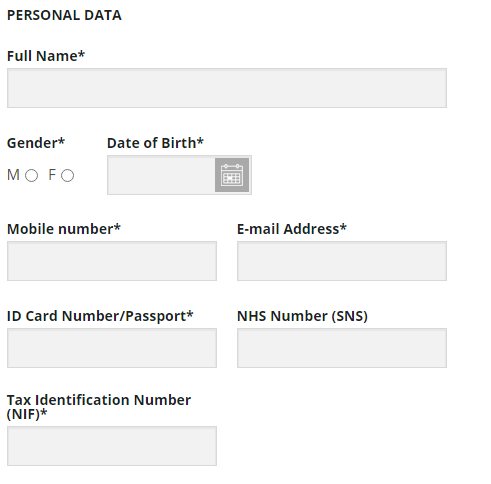 PERSONAL DATA
Full Name*
Gender* Date of Birth*
M F
Mobile number* E-mail Address*
ID Card Number/Passport* NHS Number (SNS)
Tax Identification Number
(NIF)*